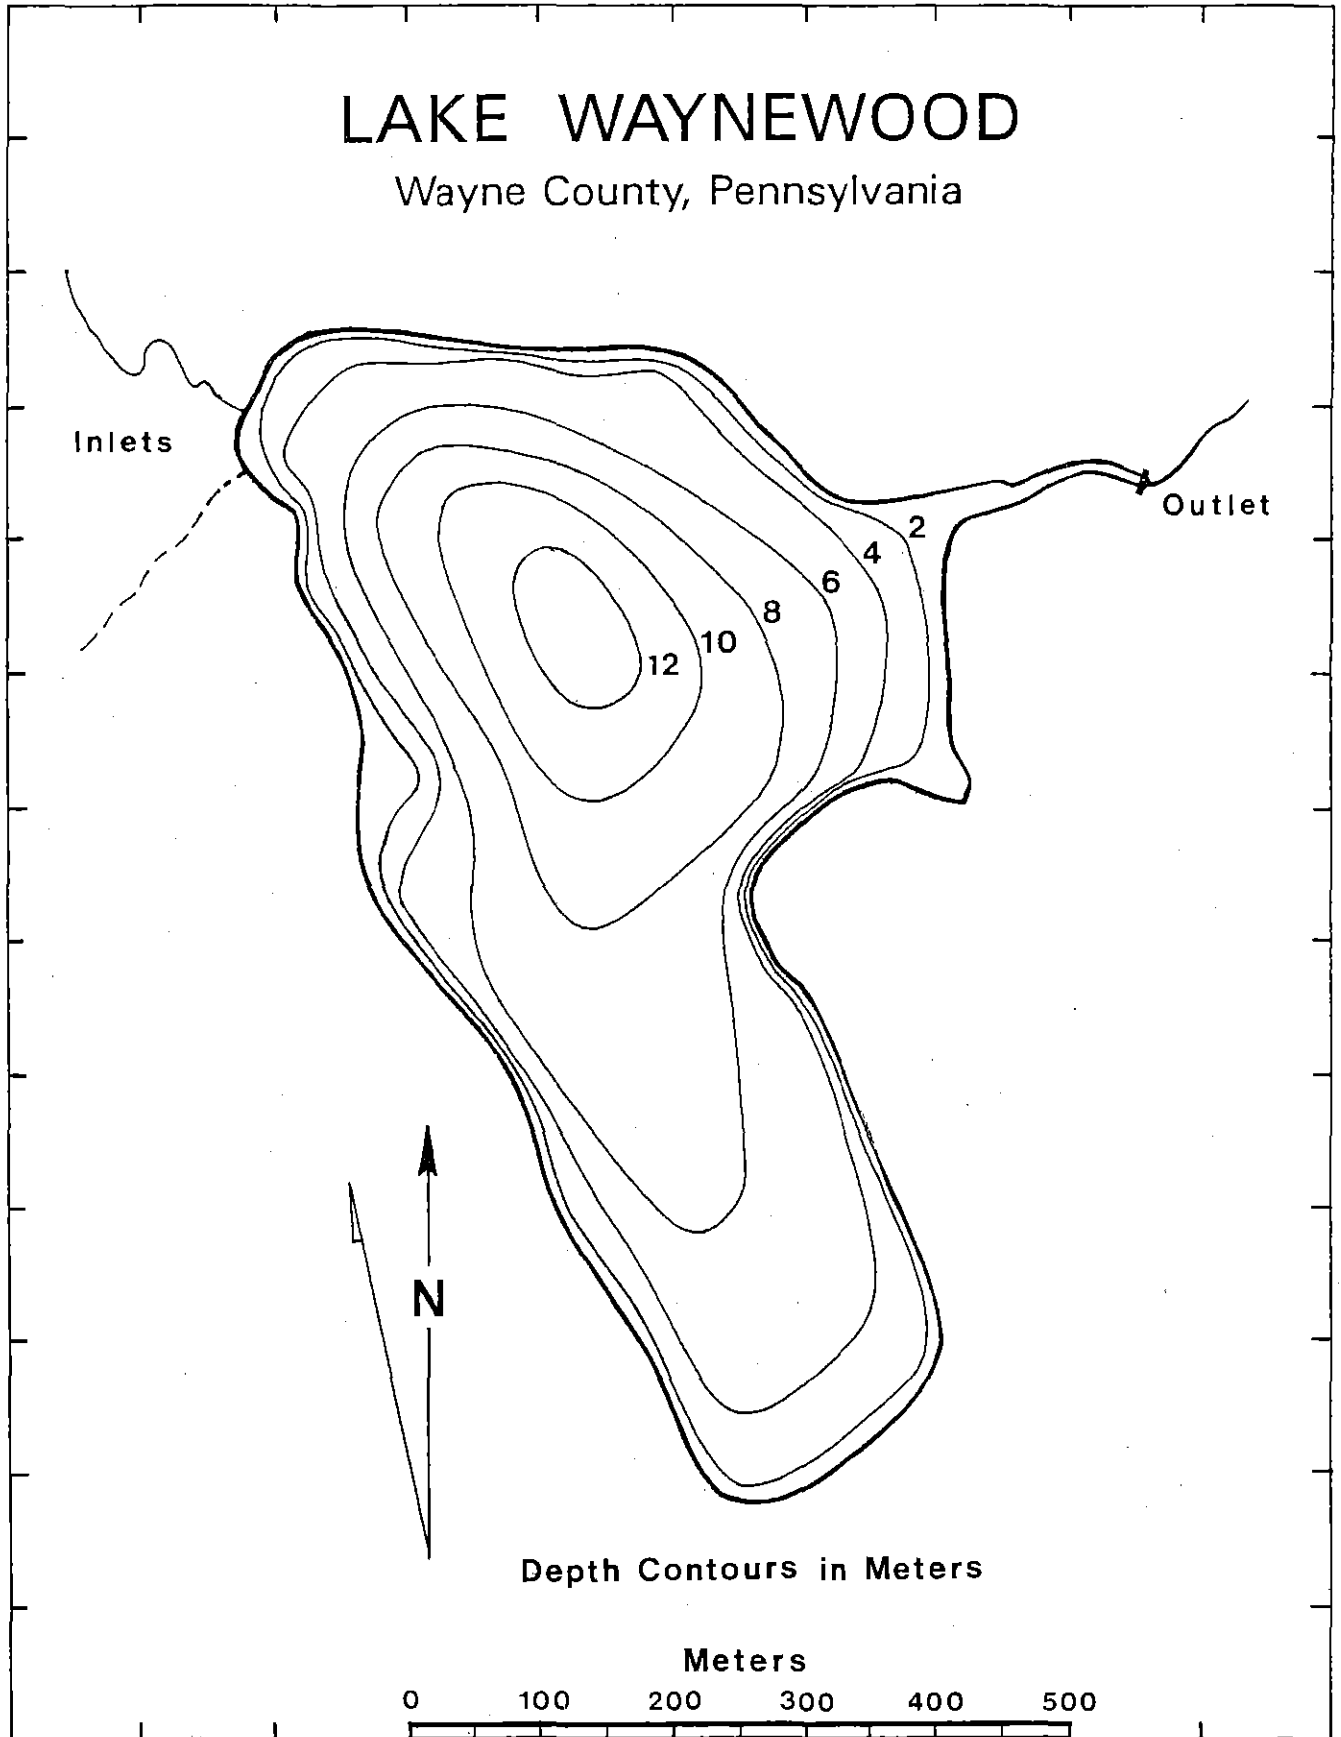 LAKE WAYNEWOOD
Wayne County, Pennsylvania
Inlets
Outlet
2
4
6
8
10
12
N
Depth Contours in Meters
Meters
0 100 200 300 400 500